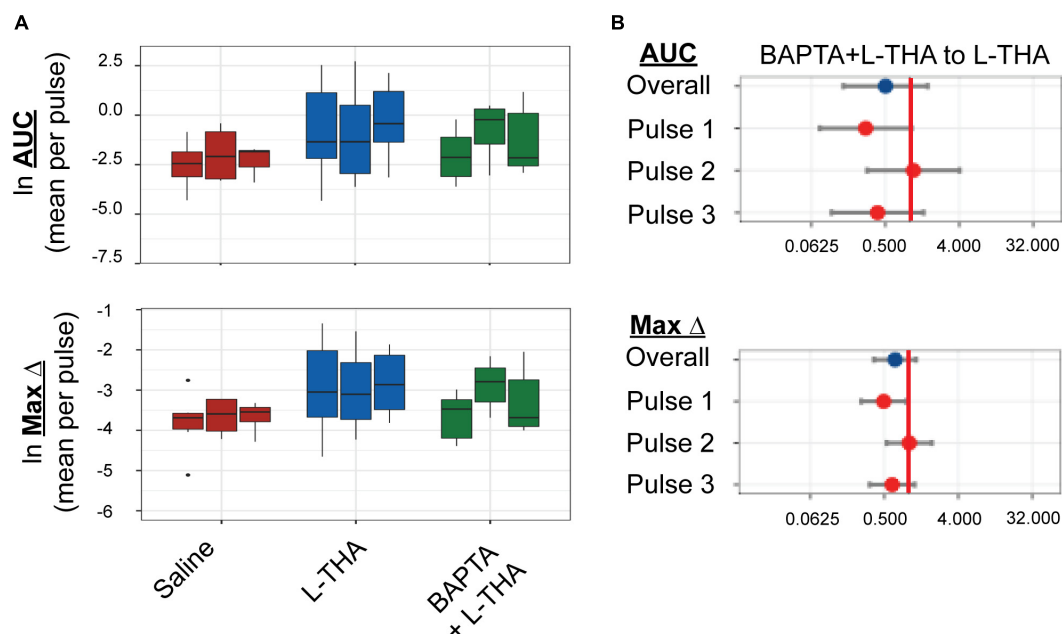 A
ln AUC
(mean per pulse)
2.5
0.0
-2.5
-5.0
-7.5
ln Max Δ
(mean per pulse)
-1
-2
-3
-4
-5
-6
Saline
L-THA
BAPTA
+ L-THA
B
AUC BAPTA+L-THA to L-THA
Overall
Pulse 1
Pulse 2
Pulse 3
0.0625 0.500 4.000 32.000
Max Δ
Overall
Pulse 1
Pulse 2
Pulse 3
0.0625 0.500 4.000 32.000